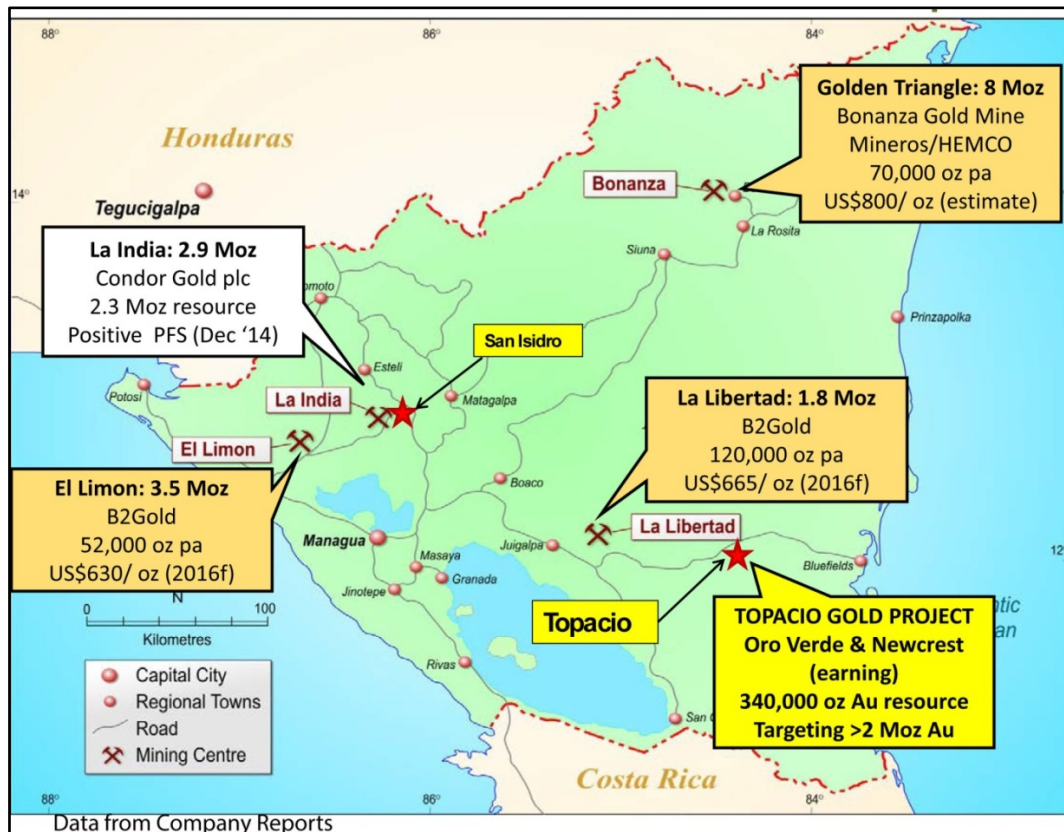 88°
86°
84°
Honduras
Golden Triangle: 8 Moz
Bonanza Gold Mine
Mineros/HEMCO
70,000 oz pa
US$800/ oz (estimate)
14°
Tegucigalpa
Bonanza
La Rosita
Siuna
La India: 2.9 Moz
Condor Gold plc
2.3 Moz resource
Positive PFS (Dec ‘14)
Prinzapolka
San Isidro
Esteli
Potosi
La India
Matagalpa
La Libertad: 1.8 Moz
B2Gold
120,000 oz pa
US$665/ oz (2016f)
El Limon
El Limon: 3.5 Moz
B2Gold
52,000 oz pa
US$630/ oz (2016f)
Boaco
La Libertad
Managua
Juigalpa
Masaya
Granada
Jinotepe
Bluefields
N
0 100
Kilometres
Topacio
TOPACIO GOLD PROJECT
Oro Verde & Newcrest
(earning)
340,000 oz Au resource
Targeting >2 Moz Au
Rivas
Capital City
Regional Towns
Road
Mining Centre
San
Costa Rica
88°
86°
84°
Data from Company Reports